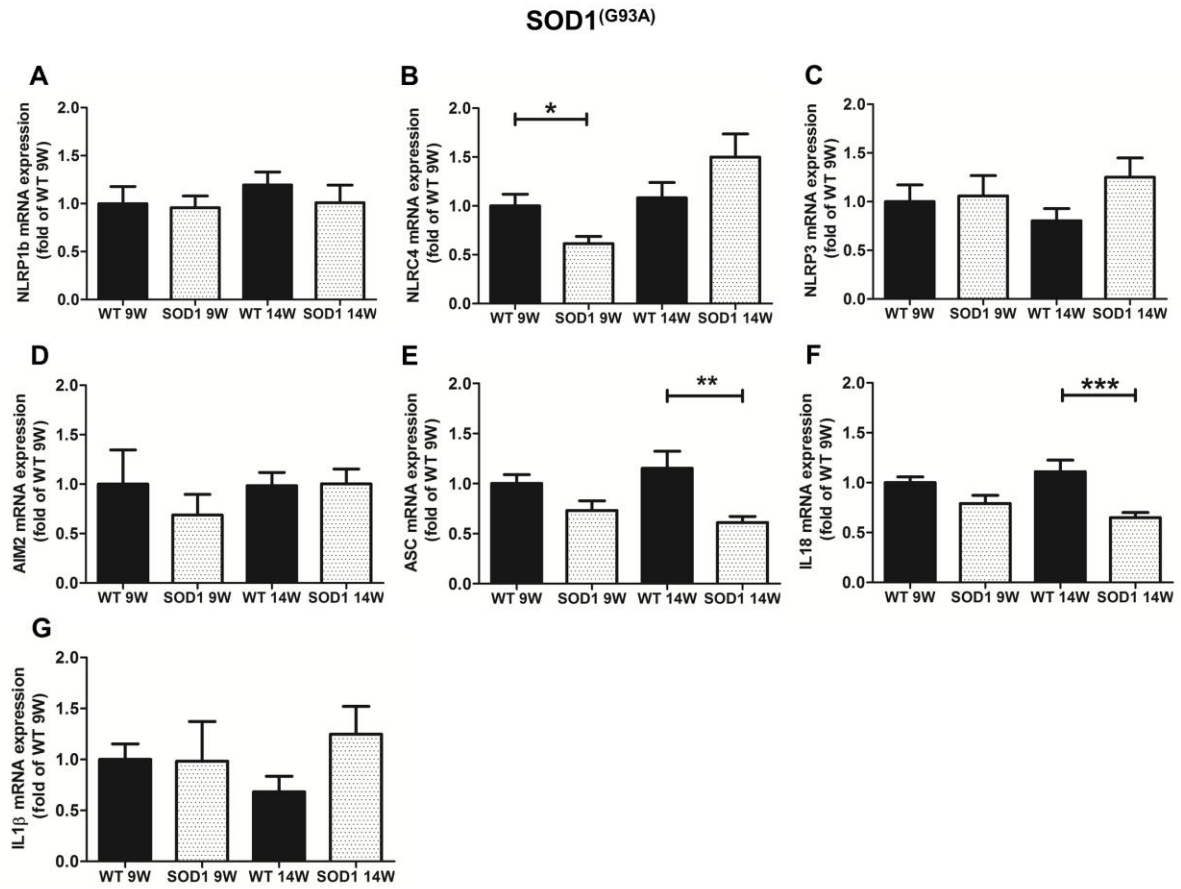 SOD1(G93A)
A
NLRP1b mRNA expression
(fold of WT 9W)
2.0
1.5
1.0
0.5
0.0
WT 9W SOD1 9W WT 14W SOD1 14W
B
NLRC4 mRNA expression
(fold of WT 9W)
2.0
1.5
1.0
0.5
0.0
*
WT 9W SOD1 9W WT 14W SOD1 14W
C
NLRP3 mRNA expression
(fold of WT 9W)
2.0
1.5
1.0
0.5
0.0
WT 9W SOD1 9W WT 14W SOD1 14W
D
AIM2 mRNA expression
(fold of WT 9W)
2.0
1.5
1.0
0.5
0.0
WT 9W SOD1 9W WT 14W SOD1 14W
E
ASC mRNA expression
(fold of WT 9W)
2.0
1.5
1.0
0.5
0.0
**
WT 9W SOD1 9W WT 14W SOD1 14W
F
IL18 mRNA expression
(fold of WT 9W)
2.0
1.5
1.0
0.5
0.0
***
WT 9W SOD1 9W WT 14W SOD1 14W
G
IL1β mRNA expression
(fold of WT 9W)
2.0
1.5
1.0
0.5
0.0
WT 9W SOD1 9W WT 14W SOD1 14W